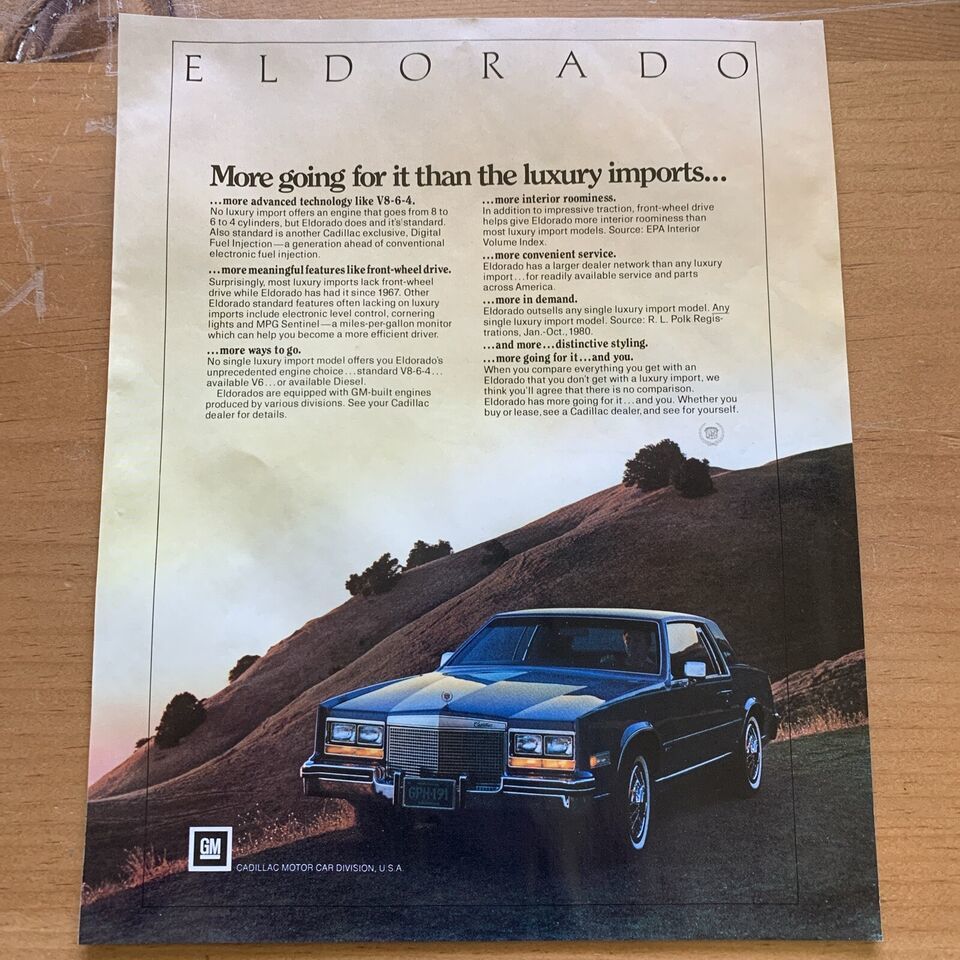 ELDORADO
More going for it than the luxury imports...
...more advanced technology like V8-6-4.
No luxury import offers an engine that goes from 8 to
6 to 4 cylinders, but Eldorado does and it's standard.
Also standard is another Cadillac exclusive, Digital
Fuel Injection—a generation ahead of conventional
electronic fuel injection.
...more meaningful features like front-wheel drive.
Surprisingly, most luxury imports lack front-wheel
drive while Eldorado has had it since 1967. Other
Eldorado standard features often lacking on luxury
imports include electronic level control, cornering
lights and MPG Sentinel—a miles-per-gallon monitor
which can help you become a more efficient driver.
...more ways to go.
No single luxury import model offers you Eldorado's
unprecedented engine choice...standard V8-6-4...
available V6...or available Diesel.
Eldorados are equipped with GM-built engines
produced by various divisions. See your Cadillac
dealer for details.
...more interior roominess.
In addition to impressive traction, front-wheel drive
helps give Eldorado more interior roominess than
most luxury import models. Source: EPA Interior
Volume Index.
...more convenient service.
Eldorado has a larger dealer network than any luxury
import...for readily available service and parts
across America.
...more in demand.
Eldorado outsells any single luxury import model. Any
single luxury import model. Source: R. L. Polk Regis-
trations, Jan.-Oct., 1980.
...and more...distinctive styling.
...more going for it...and you.
When you compare everything you get with an
Eldorado that you don't get with a luxury import, we
think you'll agree that there is no comparison.
Eldorado has more going for it...and you. Whether you
buy or lease, see a Cadillac dealer, and see for yourself.
Cadillac
GPH-191
GM
CADILLAC MOTOR CAR DIVISION, U.S.A.